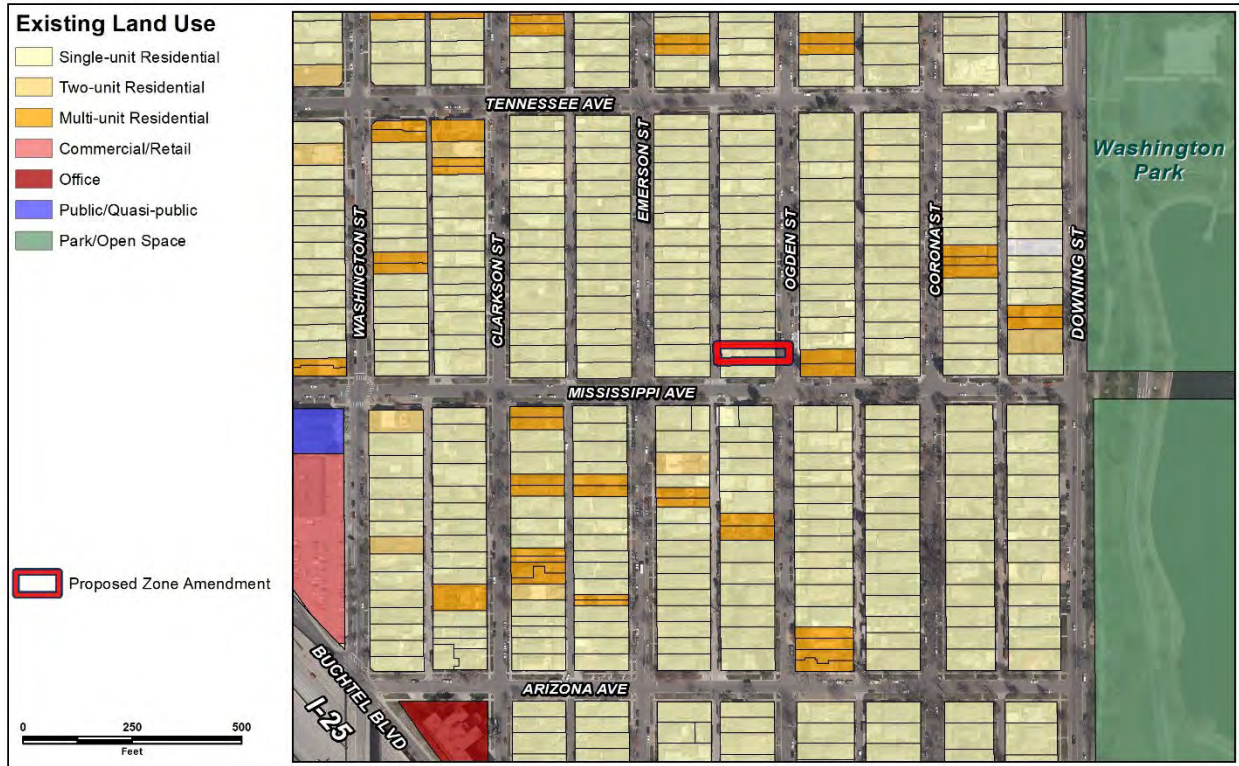 Existing Land Use
Single-unit Residential
Two-unit Residential
Multi-unit Residential
Commercial/Retail
Office
Public/Quasi-public
Park/Open Space
Proposed Zone Amendment
0 250 500
Feet
TENNESSEE AVE
Washington
Park
WASHINGTON ST
CLARKSON ST
EMERSON ST
OGDEN ST
CORONA ST
DOWNING ST
MISSISSIPPI AVE
ARIZONA AVE
BUCHTEL BLVD
I-25